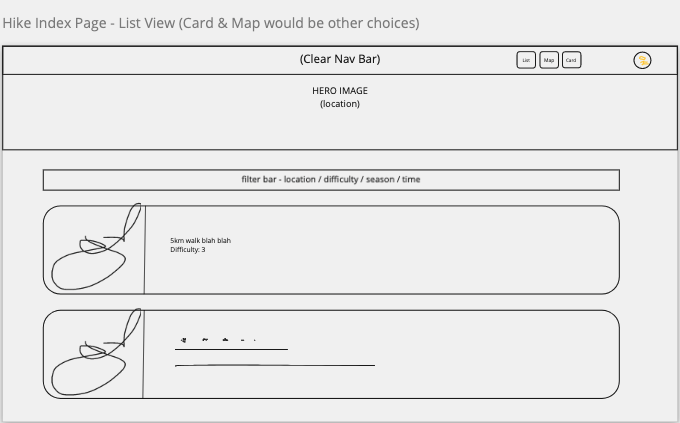 Hike Index Page - List View (Card & Map would be other choices)
(Clear Nav Bar)
List
Map
Card
HERO IMAGE
(location)
filter bar - location / difficulty / season / time
5km walk blah blah
Difficulty: 3